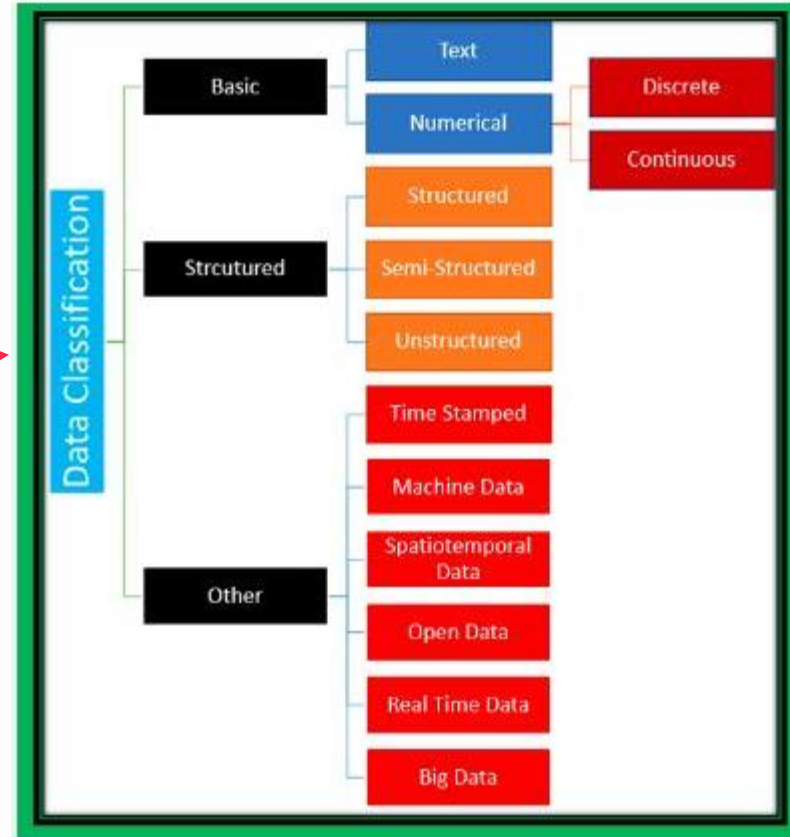 Data Classification
Basic
Text
Numerical
Discrete
Continuous
Strcutured
Structured
Semi-Structured
Unstructured
Other
Time Stamped
Machine Data
Spatiotemporal
Data
Open Data
Real Time Data
Big Data